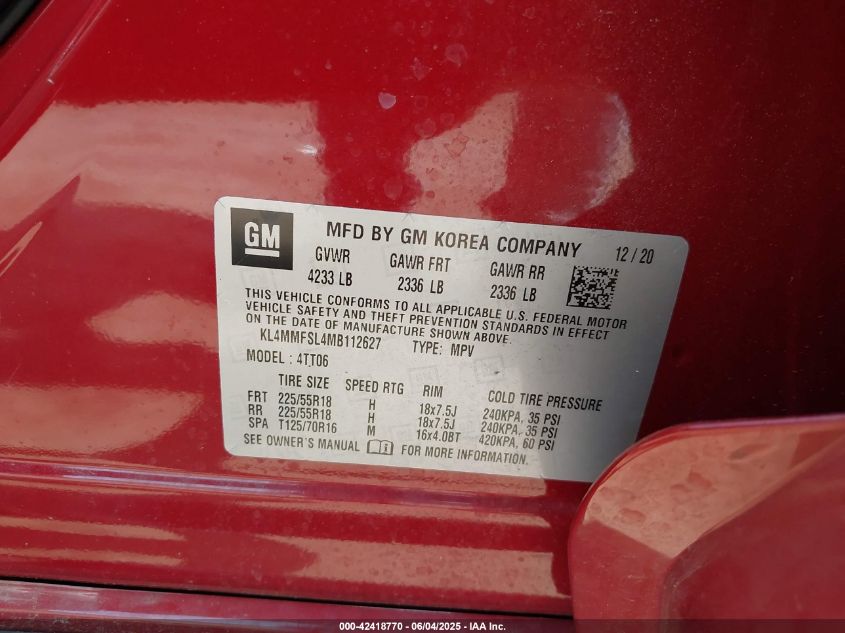 GM
MFD BY GM KOREA COMPANY 12/20
GVWR GAWR FRT GAWR RR
4233 LB 2336 LB 2336 LB
THIS VEHICLE CONFORMS TO ALL APPLICABLE U.S. FEDERAL MOTOR
VEHICLE SAFETY AND THEFT PREVENTION STANDARDS IN EFFECT
ON THE DATE OF MANUFACTURE SHOWN ABOVE.
KL4MMFSL4MB112627 TYPE: MPV
MODEL: 4TT06
TIRE SIZE SPEED RTG RIM COLD TIRE PRESSURE
FRT 225/55R18 H 18x7.5J 240KPA, 35 PSI
RR 225/55R18 H 18x7.5J 240KPA, 35 PSI
SPA T125/70R16 M 16x4.0BT 420KPA, 60 PSI
SEE OWNER'S MANUAL FOR MORE INFORMATION.
000-42418770 - 06/04/2025 - IAA Inc.